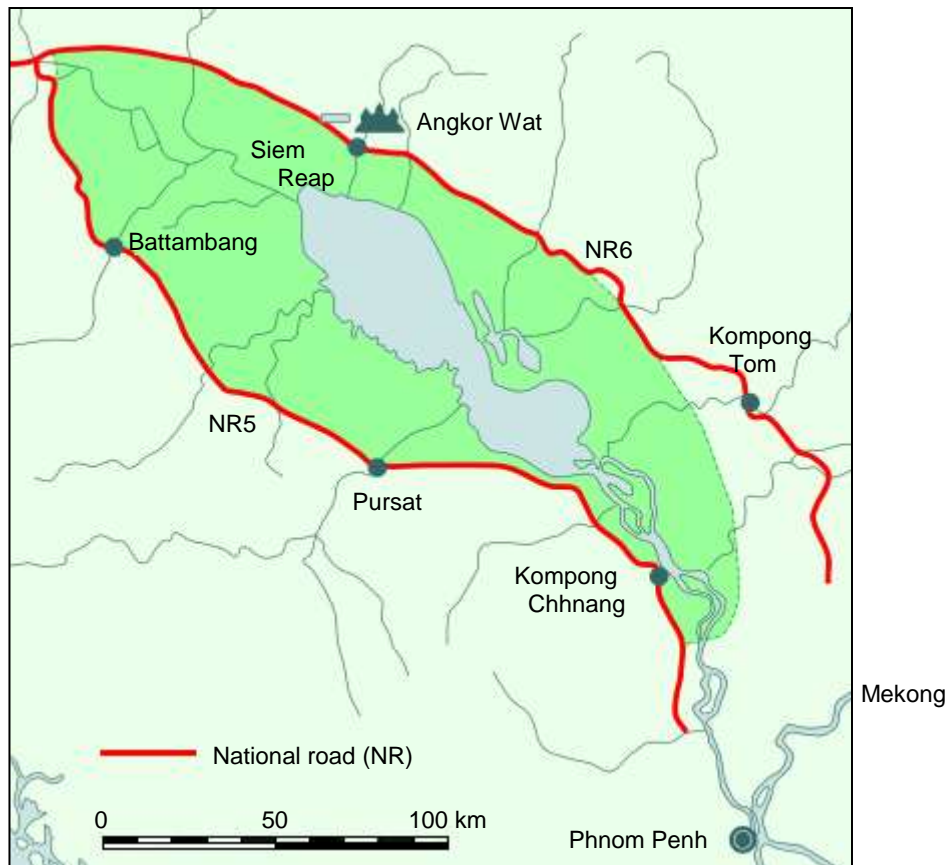 Angkor Wat
Siem
Reap
Battambang
NR6
Kompong
Tom
NR5
Pursat
Kompong
Chhnang
Mekong
National road (NR)
0 50 100 km
Phnom Penh